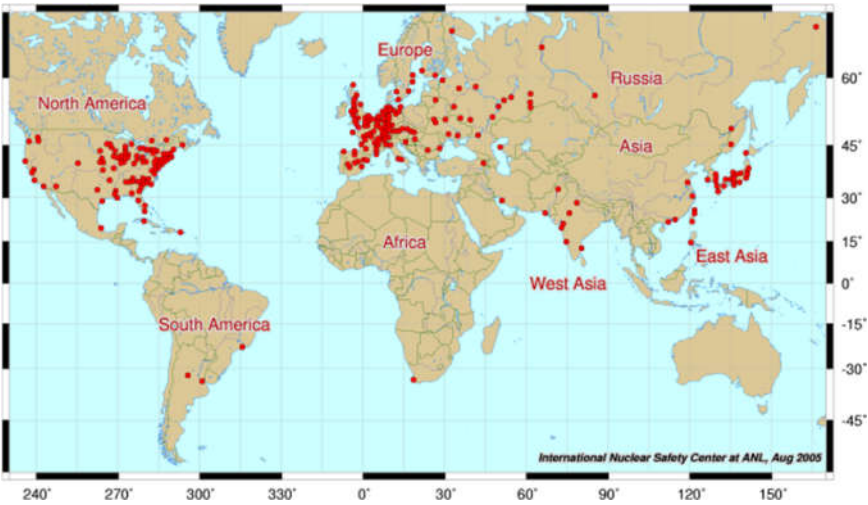 Europe
Russia
North America
Asia
Africa
East Asia
West Asia
South America
International Nuclear Safety Center at ANL, Aug 2005
60°
45°
30°
15°
0°
-15°
-30°
-45°
240° 270° 300° 330° 0° 30° 60° 90° 120° 150°